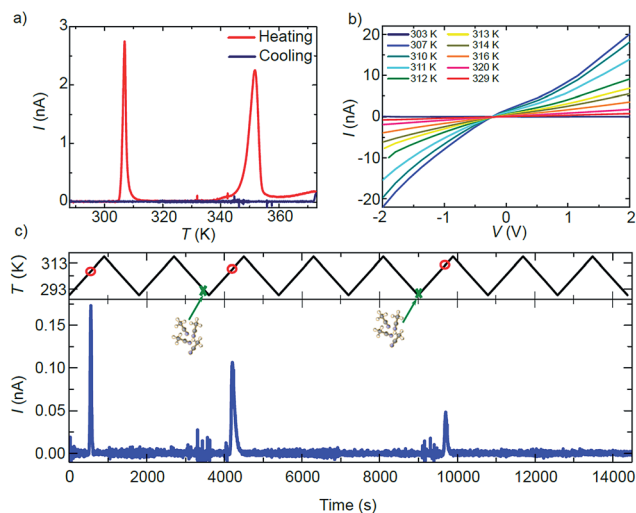 a)
I (nA)
3
2
1
0
Heating
Cooling
300 320 340 360
T (K)
b)
I (nA)
20
10
0
-10
-20
303 K 313 K
307 K 314 K
310 K 316 K
311 K 320 K
312 K 329 K
-2 -1 0 1 2
V (V)
c)
T (K)
313
293
I (nA)
0.15
0.10
0.05
0.00
0 2000 4000 6000 8000 10000 12000 14000
Time (s)